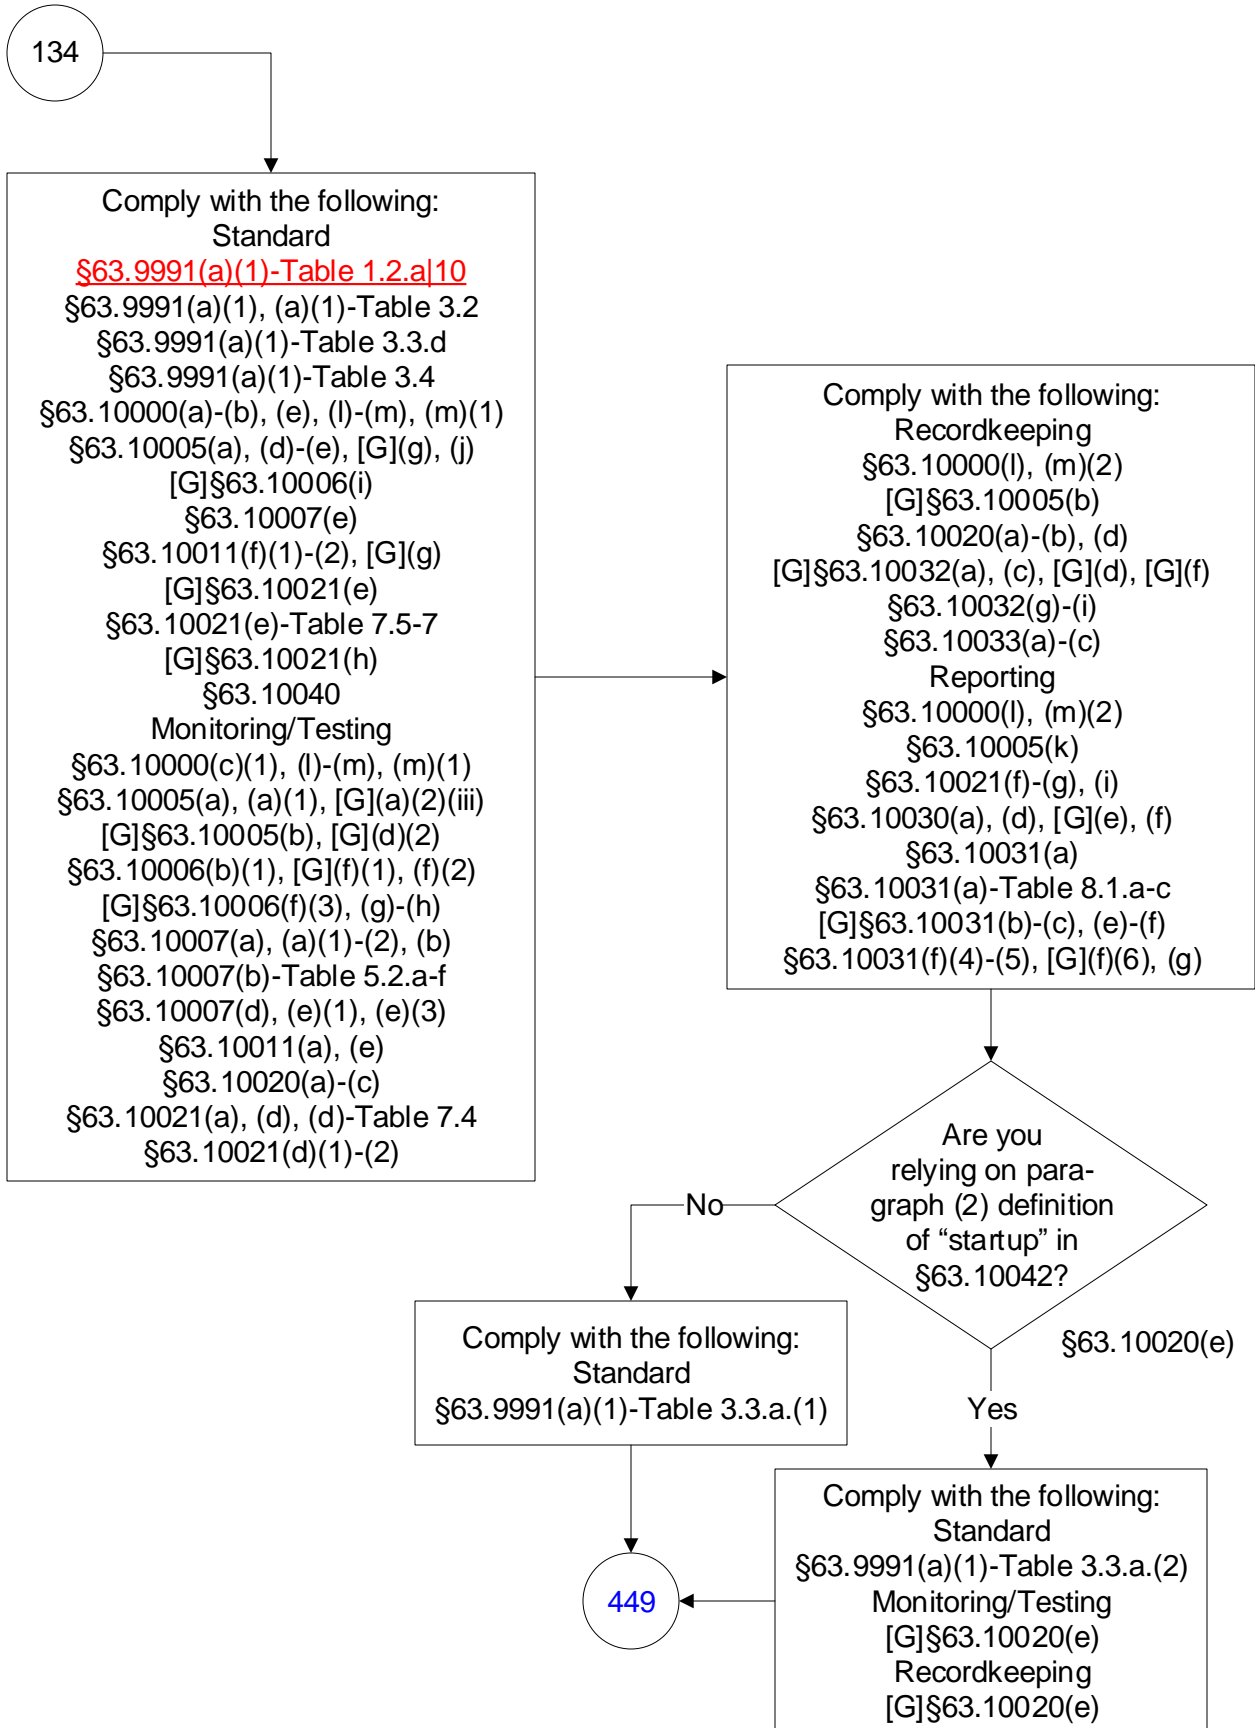 134
Comply with the following:
Standard
§63.9991(a)(1)-Table 1.2.a|10
§63.9991(a)(1), (a)(1)-Table 3.2
§63.9991(a)(1)-Table 3.3.d
§63.9991(a)(1)-Table 3.4
§63.10000(a)-(b), (e), (l)-(m), (m)(1)
§63.10005(a), (d)-(e), [G](g), (j)
[G]§63.10006(i)
§63.10007(e)
§63.10011(f)(1)-(2), [G](g)
[G]§63.10021(e)
§63.10021(e)-Table 7.5-7
[G]§63.10021(h)
§63.10040
Monitoring/Testing
§63.10000(c)(1), (l)-(m), (m)(1)
§63.10005(a), (a)(1), [G](a)(2)(iii)
[G]§63.10005(b), [G](d)(2)
§63.10006(b)(1), [G](f)(1), (f)(2)
[G]§63.10006(f)(3), (g)-(h)
§63.10007(a), (a)(1)-(2), (b)
§63.10007(b)-Table 5.2.a-f
§63.10007(d), (e)(1), (e)(3)
§63.10011(a), (e)
§63.10020(a)-(c)
§63.10021(a), (d), (d)-Table 7.4
§63.10021(d)(1)-(2)
Comply with the following:
Recordkeeping
§63.10000(l), (m)(2)
[G]§63.10005(b)
§63.10020(a)-(b), (d)
[G]§63.10032(a), (c), [G](d), [G](f)
§63.10032(g)-(i)
§63.10033(a)-(c)
Reporting
§63.10000(l), (m)(2)
§63.10005(k)
§63.10021(f)-(g), (i)
§63.10030(a), (d), [G](e), (f)
§63.10031(a)
§63.10031(a)-Table 8.1.a-c
[G]§63.10031(b)-(c), (e)-(f)
§63.10031(f)(4)-(5), [G](f)(6), (g)
Are you
relying on para-
graph (2) definition
of “startup” in
§63.10042?
§63.10020(e)
No
Comply with the following:
Standard
§63.9991(a)(1)-Table 3.3.a.(1)
Yes
Comply with the following:
Standard
§63.9991(a)(1)-Table 3.3.a.(2)
Monitoring/Testing
[G]§63.10020(e)
Recordkeeping
[G]§63.10020(e)
449